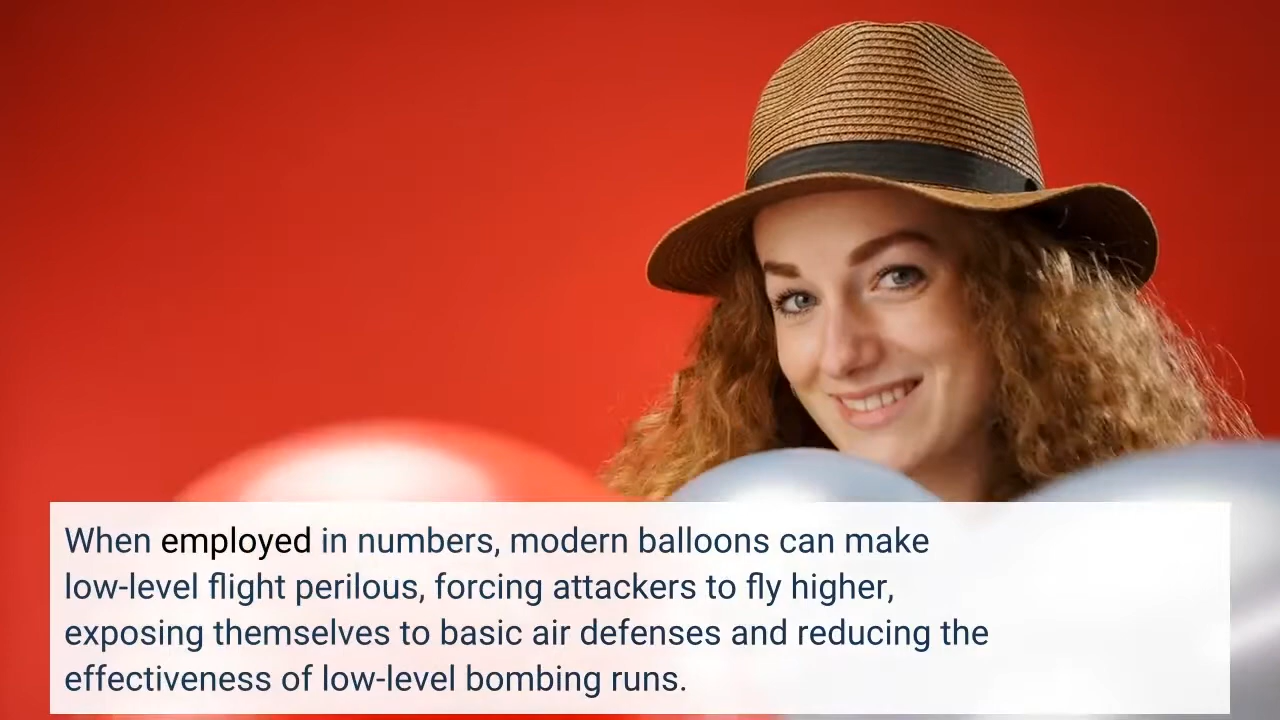 When employed in numbers, modern balloons can make
low-level flight perilous, forcing attackers to fly higher,
exposing themselves to basic air defenses and reducing the
effectiveness of low-level bombing runs.